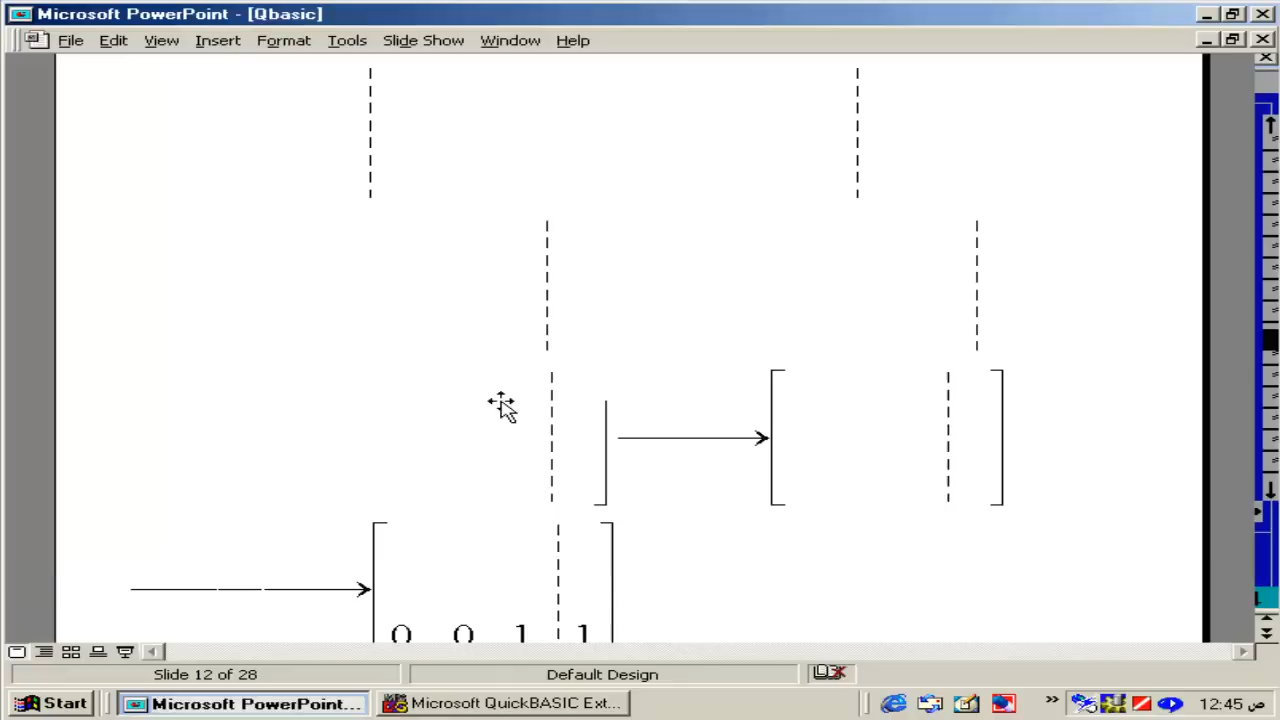 Microsoft PowerPoint - [Qbasic]
File Edit View Insert Format Tools Slide Show Window Help
0 0 1 1
Slide 12 of 28 Default Design
Start Microsoft PowerPoint... Microsoft QuickBASIC Ext... » 12:45 ص